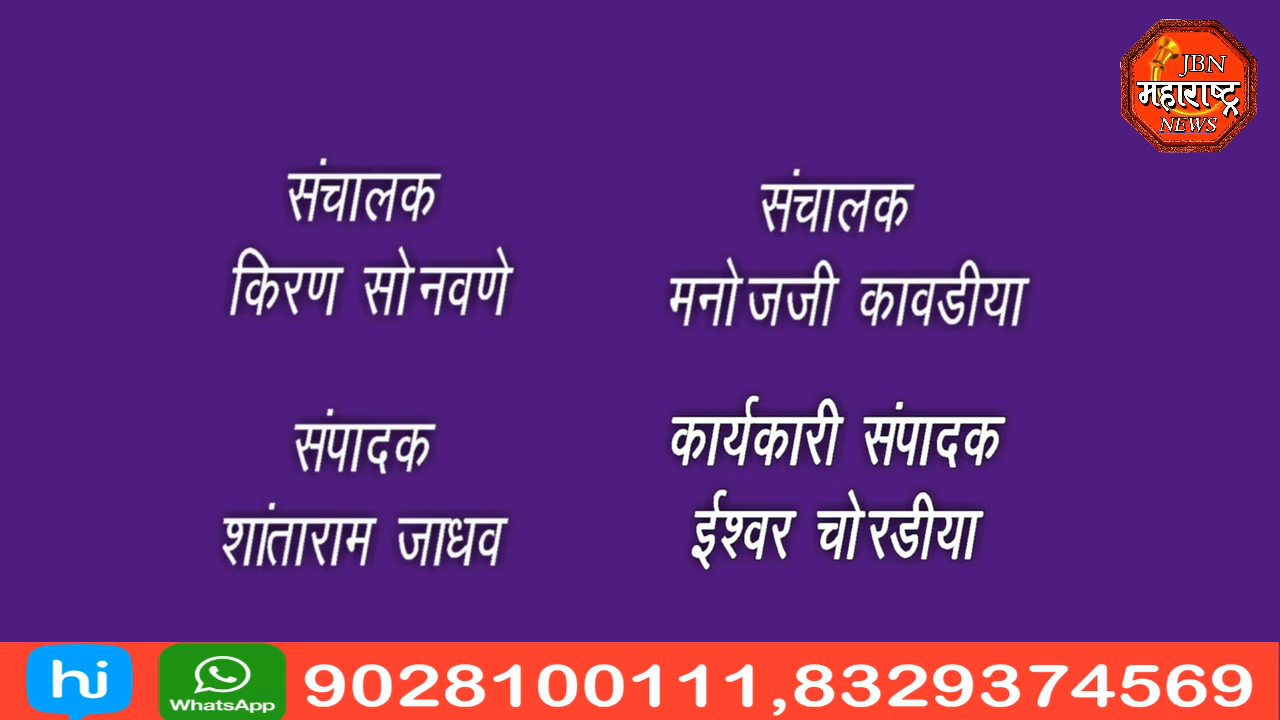 JBN
महाराष्ट्र
NEWS
संचालक
किरण सोनवणे
संचालक
मनोजजी कावडीया
संपादक
शांताराम जाधव
कार्यकारी संपादक
ईश्वर चोरडीया
hi
WhatsApp
9028100111,8329374569